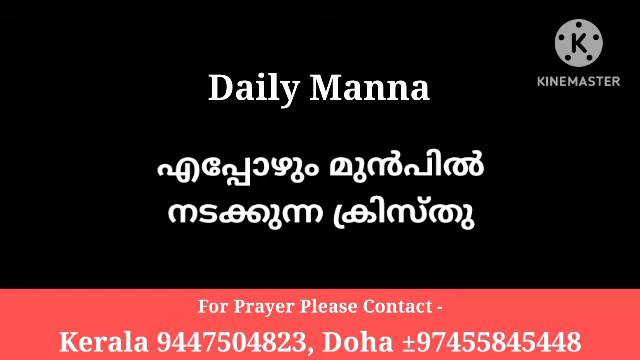 KINEMASTER
Daily Manna
എപ്പോഴും മുൻപിൽ
നടക്കുന്ന ക്രിസ്തു
For Prayer Please Contact -
Kerala 9447504823, Doha ±97455845448